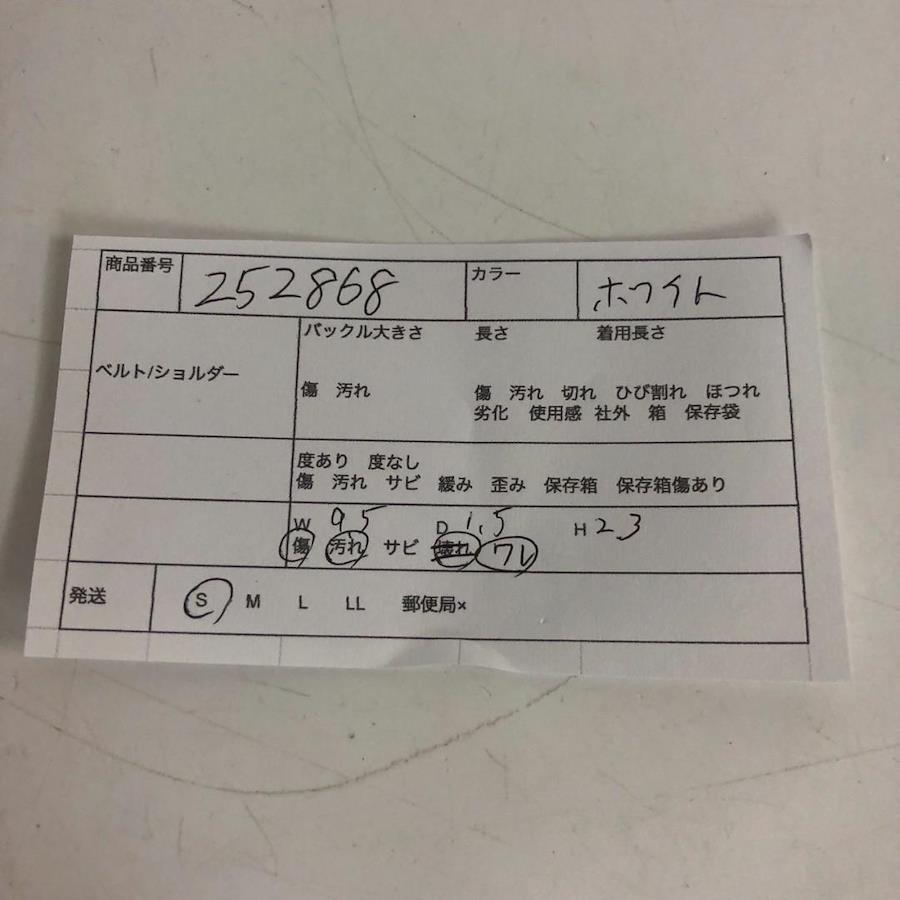 商品番号 252868 カラー ホワイト
バックル大きさ 長さ 着用長さ
ベルト/ショルダー
傷 汚れ 傷 汚れ 切れ ひび割れ ほつれ
劣化 使用感 社外 箱 保存袋
度あり 度なし
傷 汚れ サビ 緩み 歪み 保存箱 保存箱傷あり
W 9.5 D 1.5 H 2.3
傷 汚れ サビ 壊れ ワレ
発送 S M L LL 郵便局×